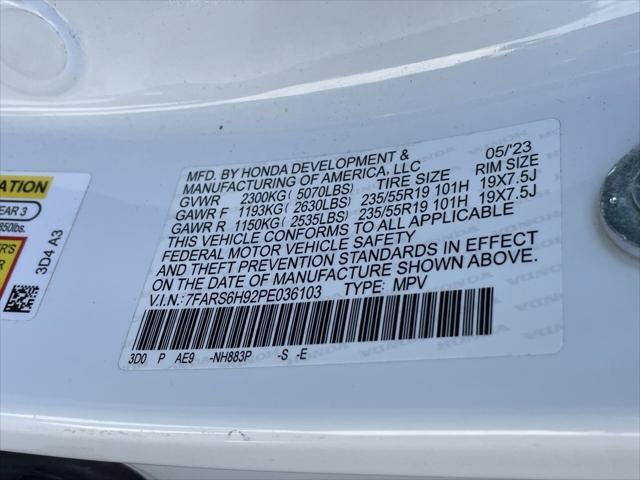 MFD. BY HONDA DEVELOPMENT & 05/'23
MANUFACTURING OF AMERICA, LLC TIRE SIZE RIM SIZE
GVWR 2300KG( 5070LBS)
GAWR F 1193KG( 2630LBS) 235/55R19 101H 19X7.5J
GAWR R 1150KG( 2535LBS) 235/55R19 101H 19X7.5J
THIS VEHICLE CONFORMS TO ALL APPLICABLE
FEDERAL MOTOR VEHICLE SAFETY
AND THEFT PREVENTION STANDARDS IN EFFECT
ON THE DATE OF MANUFACTURE SHOWN ABOVE.
V.I.N.: 7FARS6H92PE036103 TYPE: MPV
3D0 P AE9 -NH883P -S -E
EAR 3
850lbs.
3D4 A3